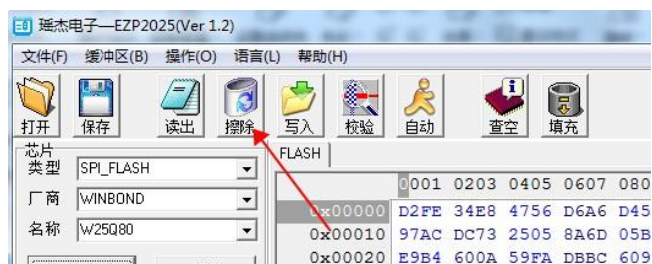 瑶杰电子—EZP2025(Ver 1.2)
文件(F) 缓冲区(B) 操作(O) 语言(L) 帮助(H)
打开 保存 读出 擦除 写入 校验 自动 查空 填充
芯片
类型 SPI_FLASH
厂商 WINBOND
名称 W25Q80
FLASH
0001 0203 0405 0607 080
0x00000 D2FE 34E8 4756 D6A6 D45
0x00010 97AC DC73 2505 8A6D 05B
0x00020 E9B4 600A 59FA DBBC 609